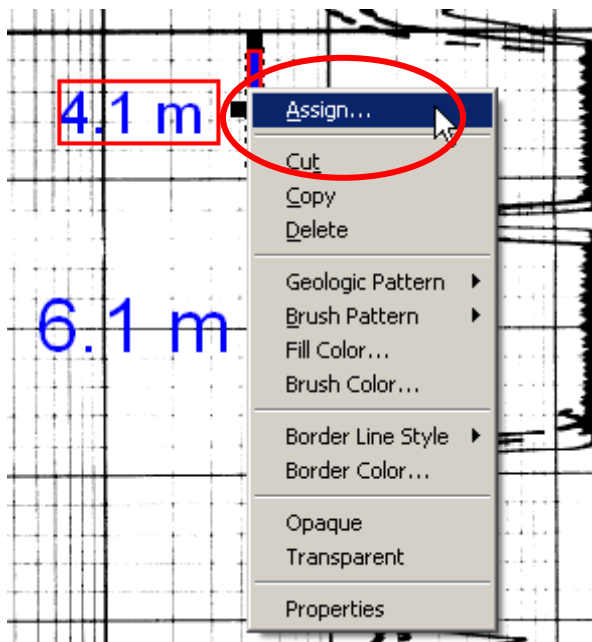 4.1 m
Assign...
Cut
Copy
Delete
6.1 m
Geologic Pattern
Brush Pattern
Fill Color...
Brush Color...
Border Line Style
Border Color...
Opaque
Transparent
Properties